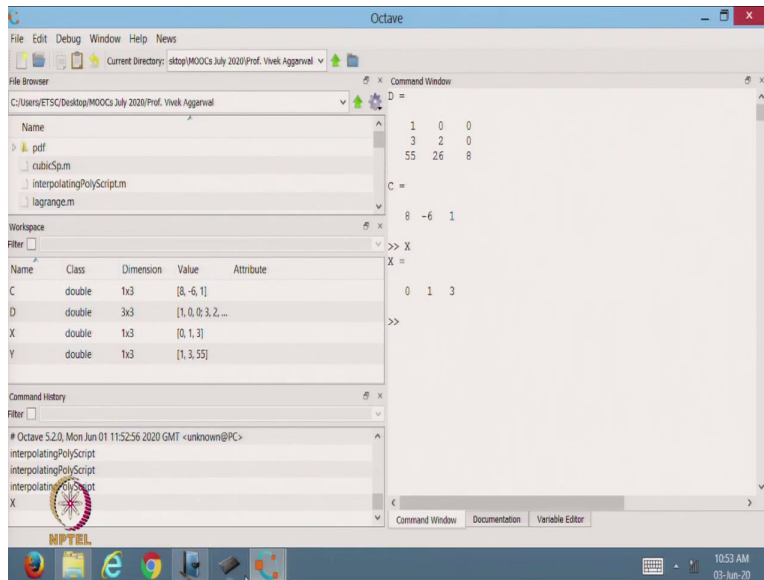 Octave
File Edit Debug Window Help News
Current Directory: sktop\MOOCs July 2020\Prof. Vivek Aggarwal
File Browser
C:/Users/ETSC/Desktop/MOOCs July 2020/Prof. Vivek Aggarwal
Name
pdf
cubicSp.m
interpolatingPolyScript.m
lagrange.m
Workspace
Filter
Name Class Dimension Value Attribute
C double 1x3 [8, -6, 1]
D double 3x3 [1, 0, 0; 3, 2, ...
X double 1x3 [0, 1, 3]
Y double 1x3 [1, 3, 55]
Command History
Filter
# Octave 5.2.0, Mon Jun 01 11:52:56 2020 GMT <unknown@PC>
interpolatingPolyScript
interpolatingPolyScript
interpolatingPolyScript
X
NPTEL
Command Window
D =
1 0 0
3 2 0
55 26 8
C =
8 -6 1
>> X
X =
0 1 3
>>
Command Window Documentation Variable Editor
10:53 AM
03-Jun-20